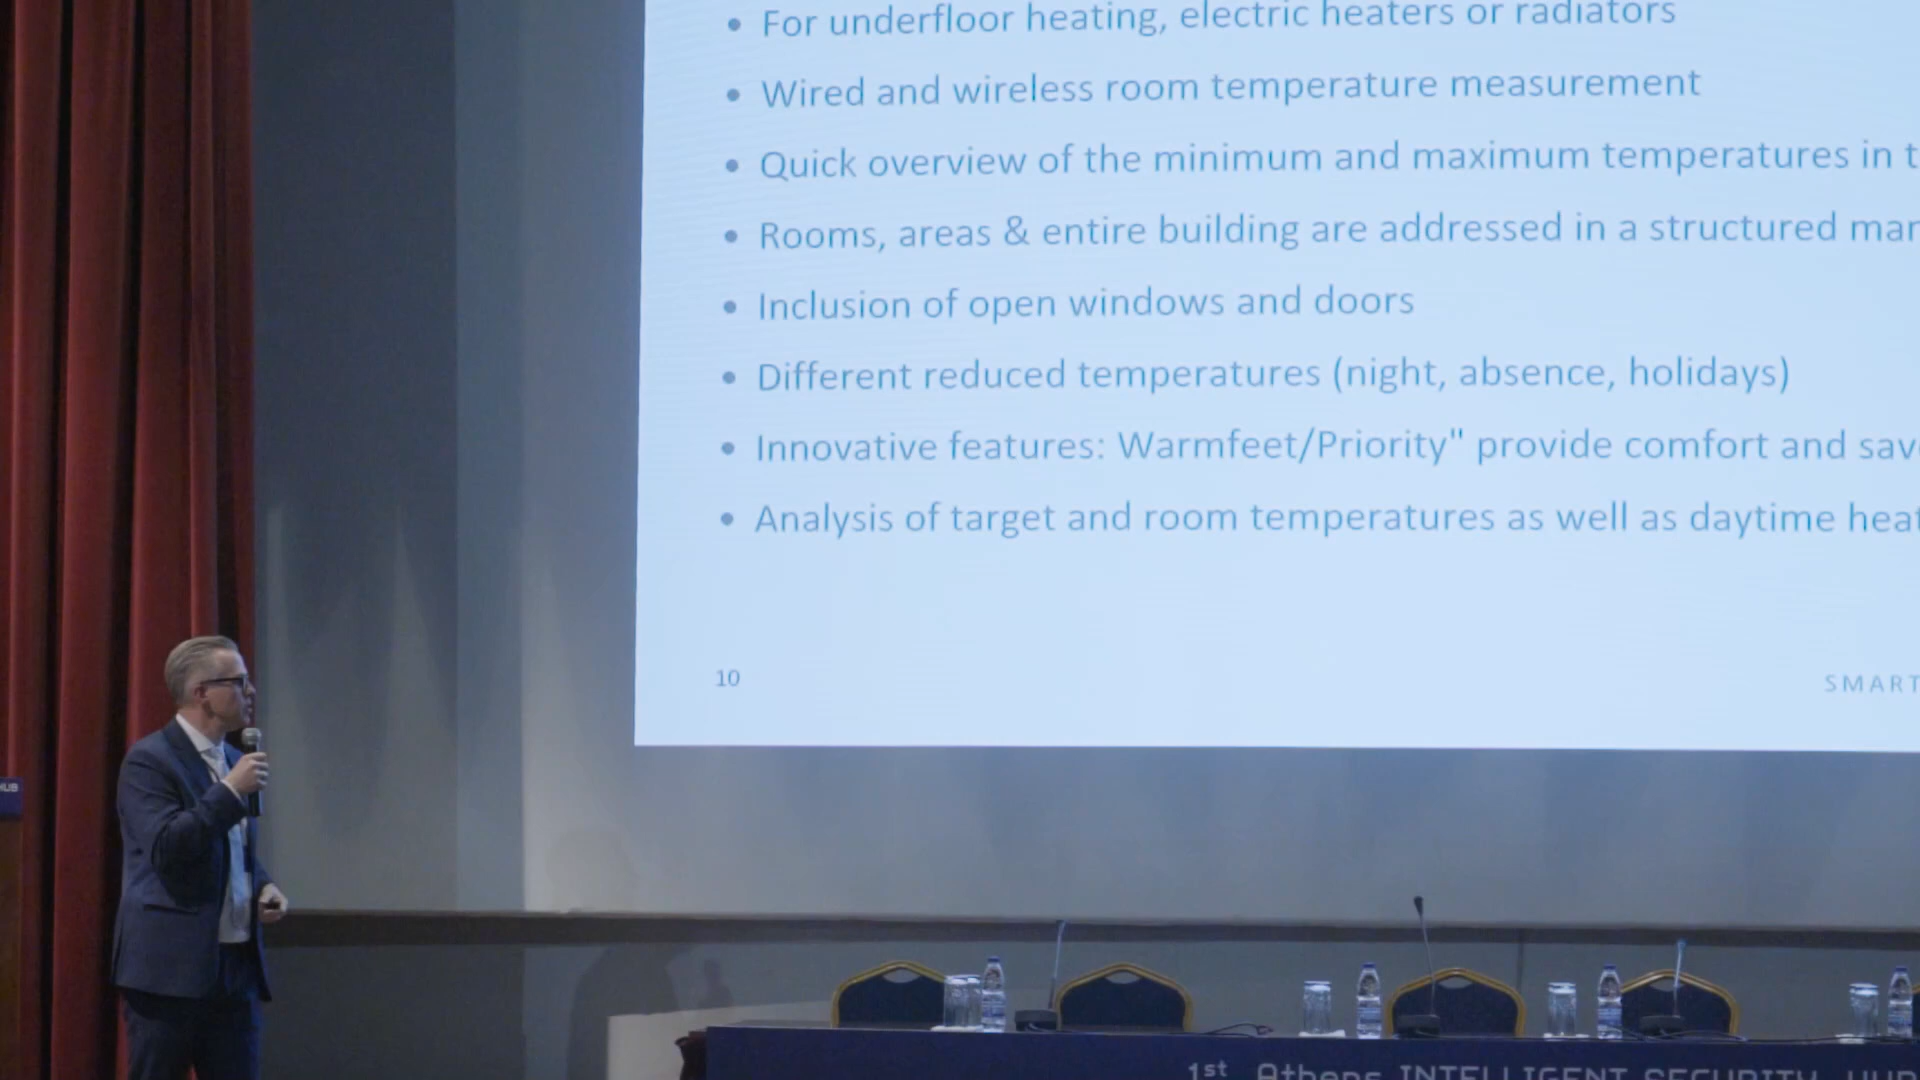 • For underfloor heating, electric heaters or radiators
• Wired and wireless room temperature measurement
• Quick overview of the minimum and maximum temperatures in t
• Rooms, areas & entire building are addressed in a structured
• Inclusion of open windows and doors
• Different reduced temperatures (night, absence, holidays)
• Innovative features: Warmfeet/Priority" provide comfort and
• Analysis of target and room temperatures as well as daytime
10
SMART
HUB
1st Athens INTELLIGENT SECURITY HUB